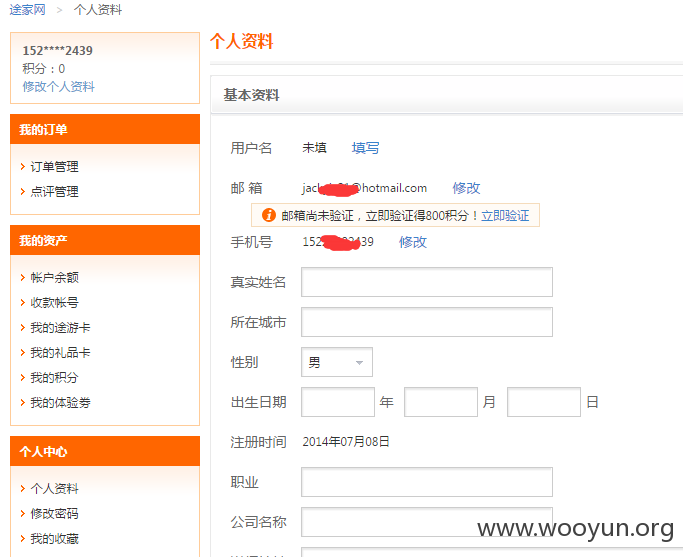 途家网 > 个人资料
152****2439
积分：0
修改个人资料
我的订单
订单管理
点评管理
我的资产
帐户余额
收款帐号
我的途游卡
我的礼品卡
我的积分
我的体验券
个人中心
个人资料
修改密码
我的收藏
个人资料
基本资料
用户名 未填 填写
邮 箱 @hotmail.com 修改
邮箱尚未验证，立即验证得800积分！立即验证
手机号 152 439 修改
真实姓名
所在城市
性别 男
出生日期 年 月 日
注册时间 2014年07月08日
职业
公司名称
www.wooyun.org